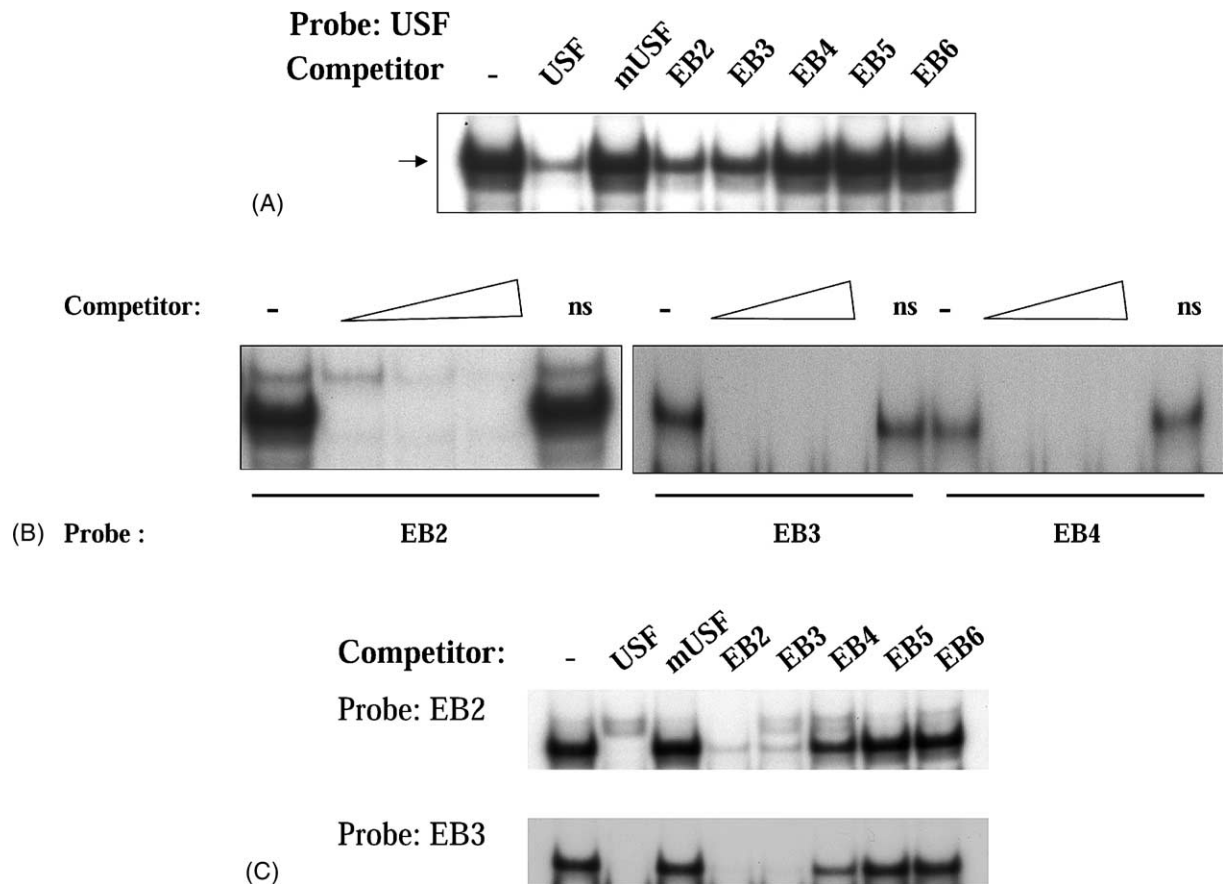 Probe: USF
Competitor - USF mUSF EB2 EB3 EB4 EB5 EB6
(A)
Competitor: - ns - ns - ns
(B) Probe : EB2 EB3 EB4
Competitor: - USF mUSF EB2 EB3 EB4 EB5 EB6
Probe: EB2
Probe: EB3
(C)